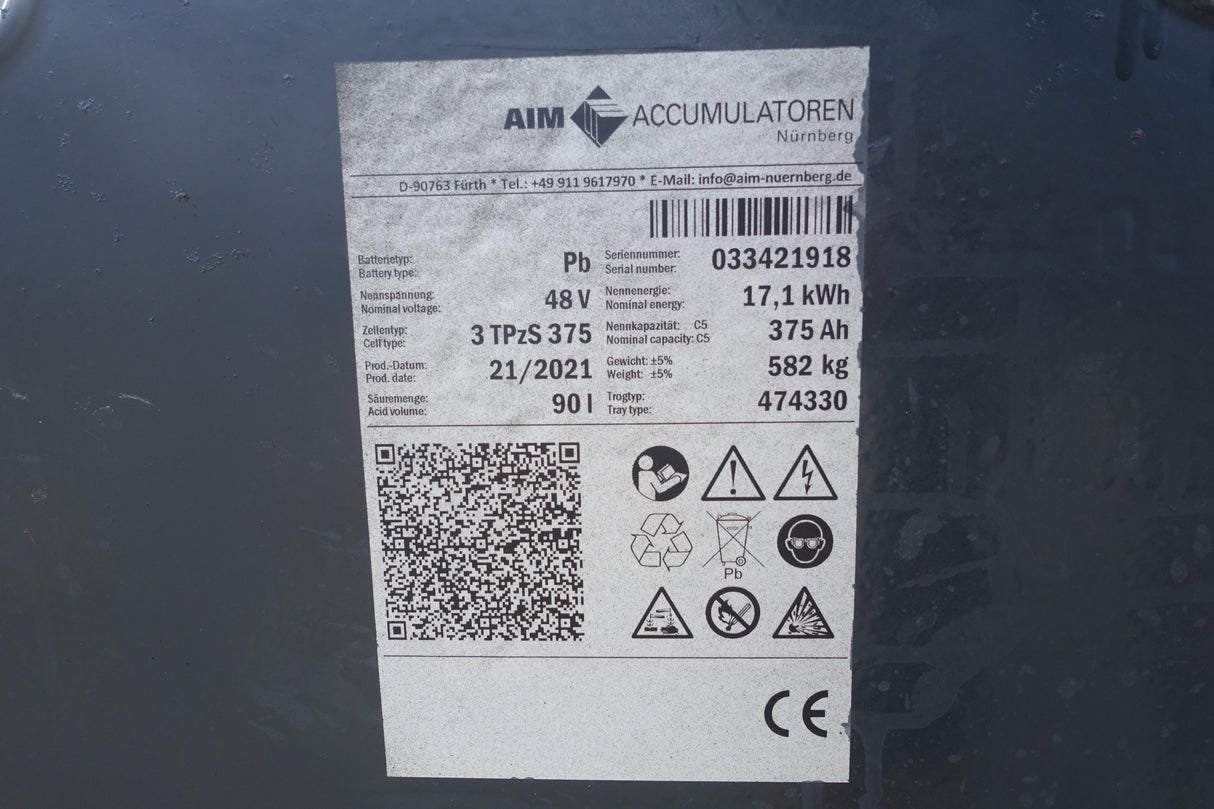 AIM ACCUMULATOREN
Nürnberg
D-90763 Fürth * Tel.: +49 911 9617970 * E-Mail: info@aim-nuernberg.de
Batterietyp:
Battery type:
Pb
Seriennummer:
Serial number:
033421918
Nennspannung:
Nominal voltage:
48 V
Nennenergie:
Nominal energy:
17,1 kWh
Zellentyp:
Cell type:
3 TPzS 375
Nennkapazität: C5
Nominal capacity: C5
375 Ah
Prod.-Datum:
Prod. date:
21/2021
Gewicht: ±5%
Weight: ±5%
582 kg
Säuremenge:
Acid volume:
90 l
Trogtyp:
Tray type:
474330
Pb
CE